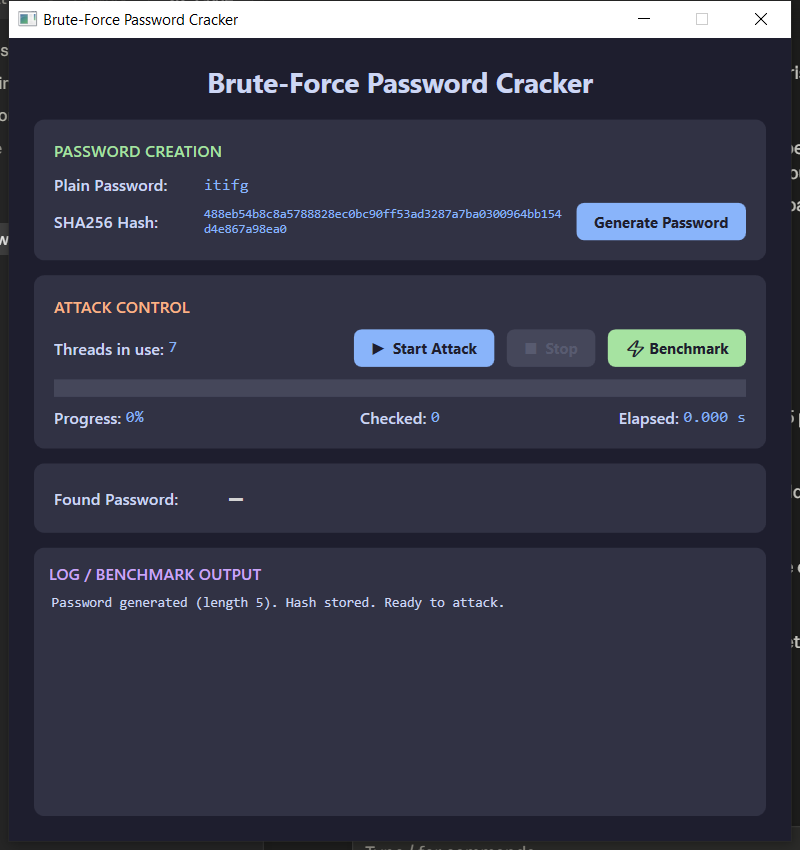 Brute-Force Password Cracker
Brute-Force Password Cracker
PASSWORD CREATION
Plain Password: itifg
SHA256 Hash: 488eb54b8c8a5788828ec0bc90ff53ad3287a7ba0300964bb154
d4e867a98ea0
Generate Password
ATTACK CONTROL
Threads in use: 7
▶ Start Attack
■ Stop
Benchmark
Progress: 0% Checked: 0 Elapsed: 0.000 s
Found Password: —
LOG / BENCHMARK OUTPUT
Password generated (length 5). Hash stored. Ready to attack.